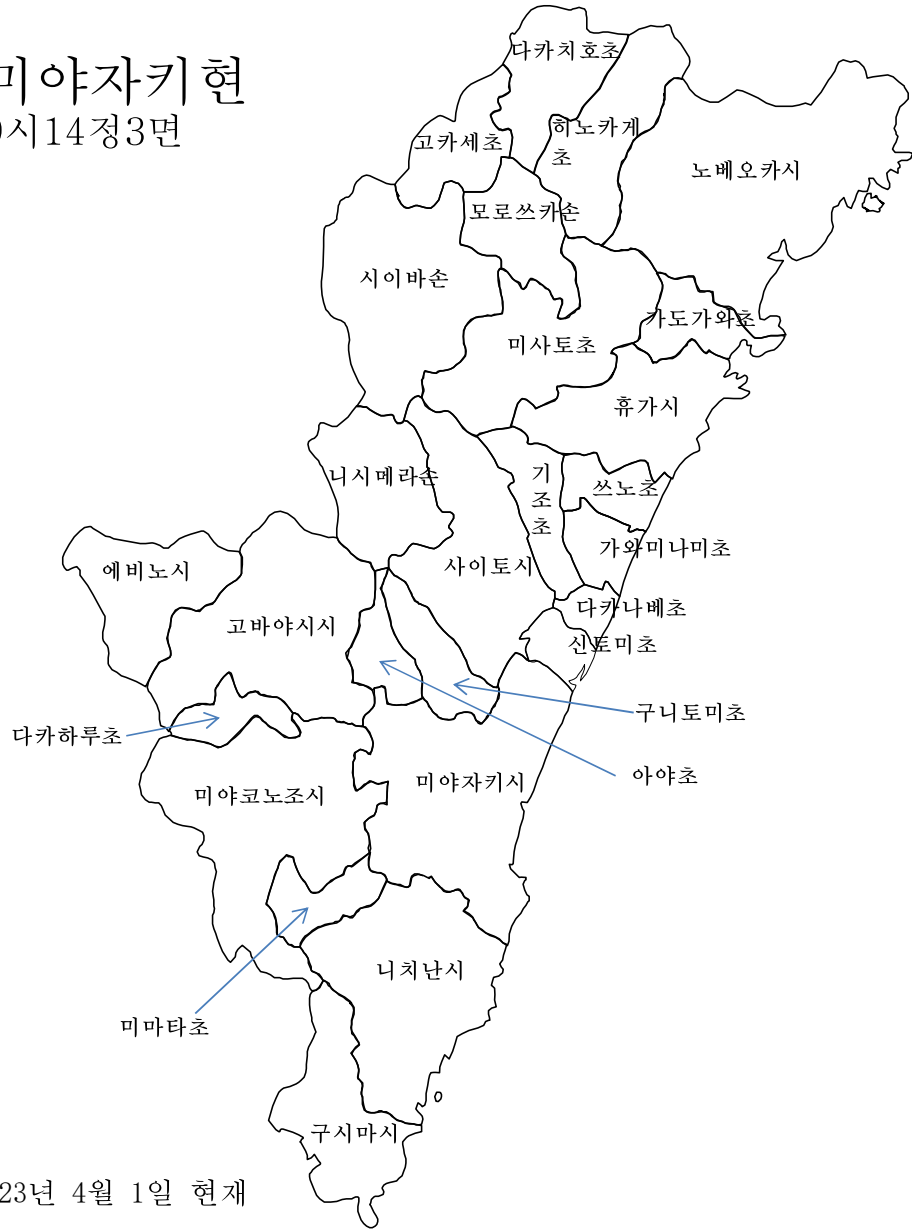 미야자키현
시14정3면
다카치호초
히노카게
초
고카세초
노베오카시
모로쓰카손
시이바손
가도가와초
미사토초
휴가시
니시메라손
기
조
초
쓰노초
가와미나미초
에비노시
사이토시
다카나베초
고바야시시
신토미초
구니토미초
다카하루초
아야초
미야코노조시
미야자키시
니치난시
미마타초
구시마시
23년 4월 1일 현재